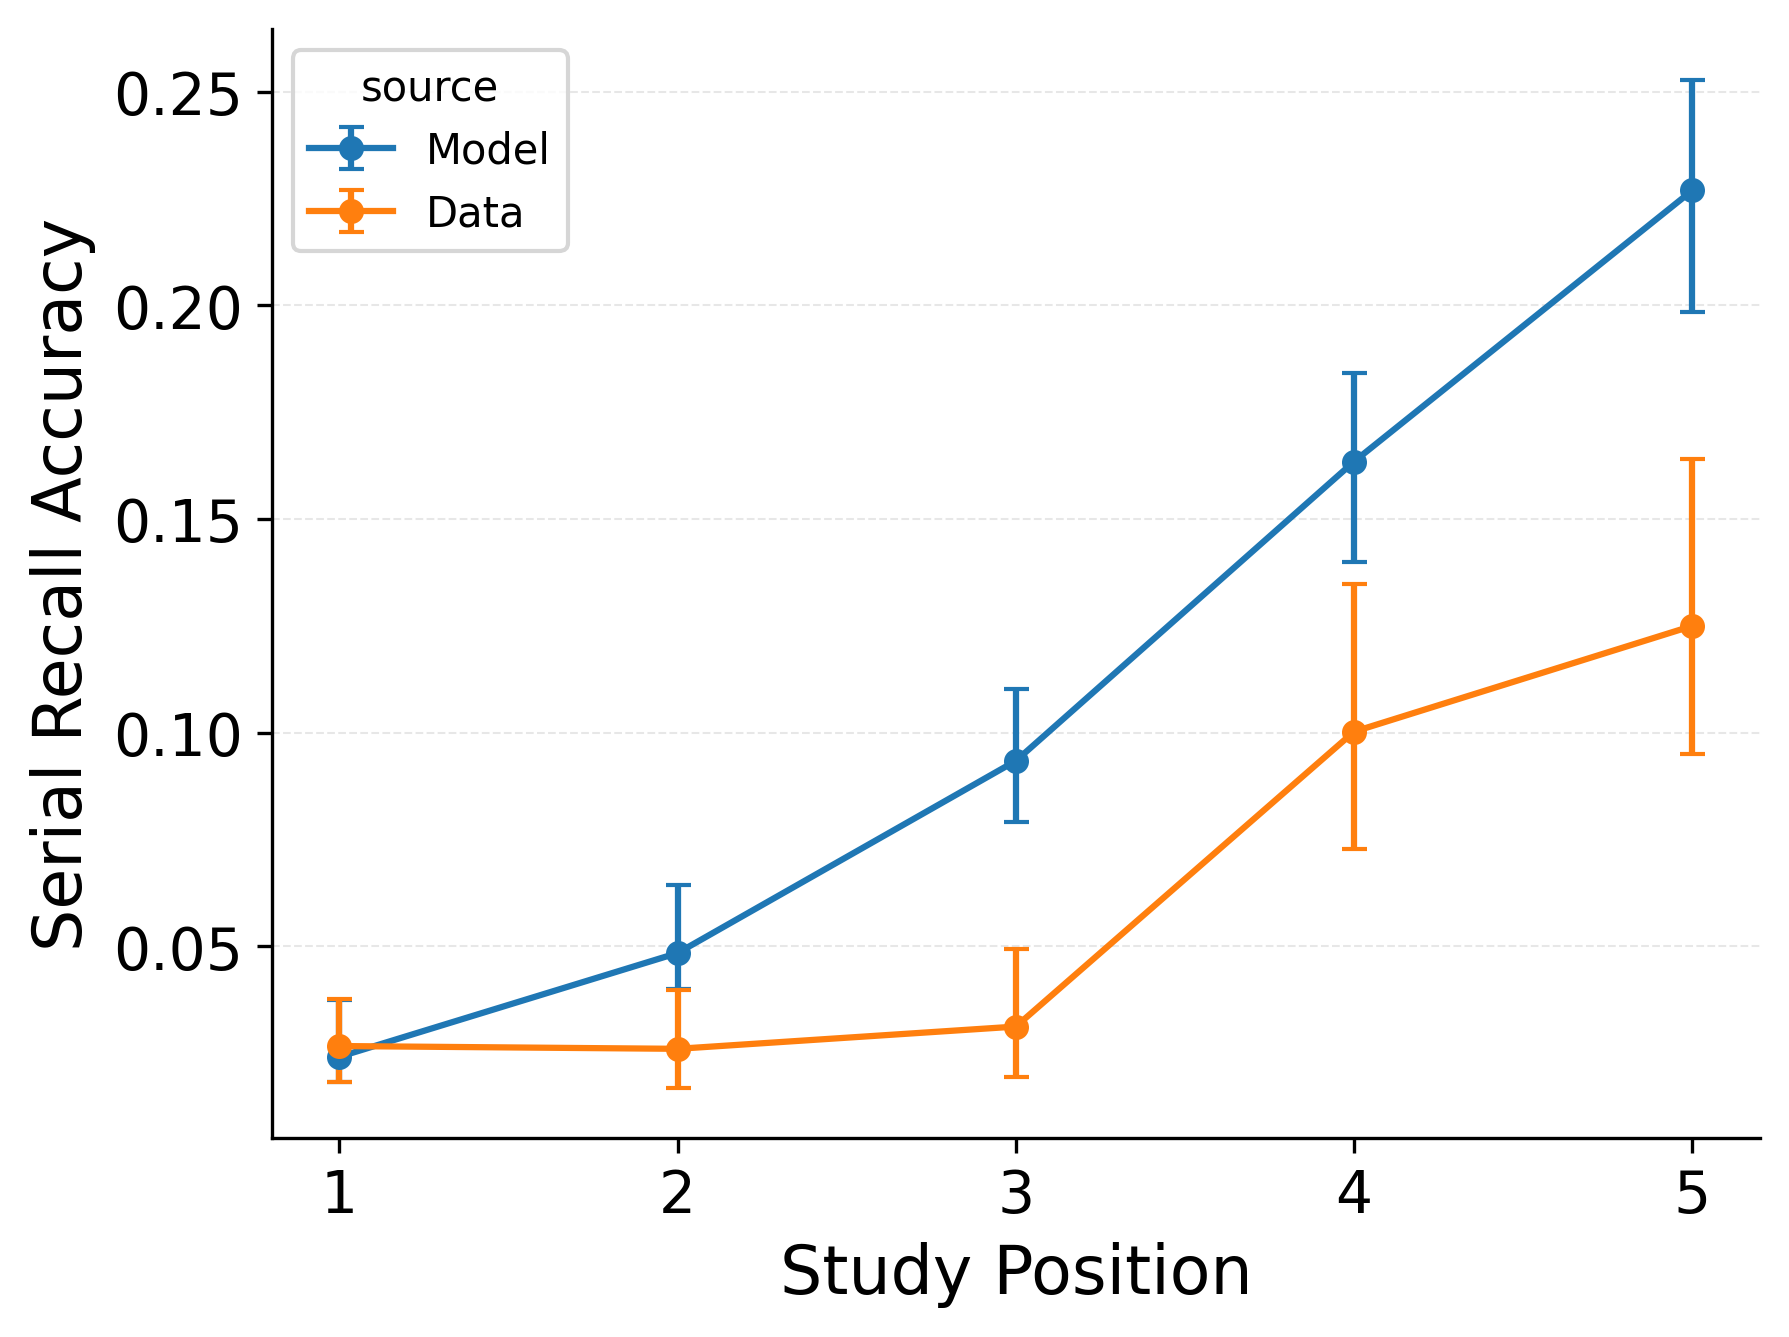 source
Model
Data
0.25
0.20
0.15
0.10
0.05
Serial Recall Accuracy
1 2 3 4 5
Study Position